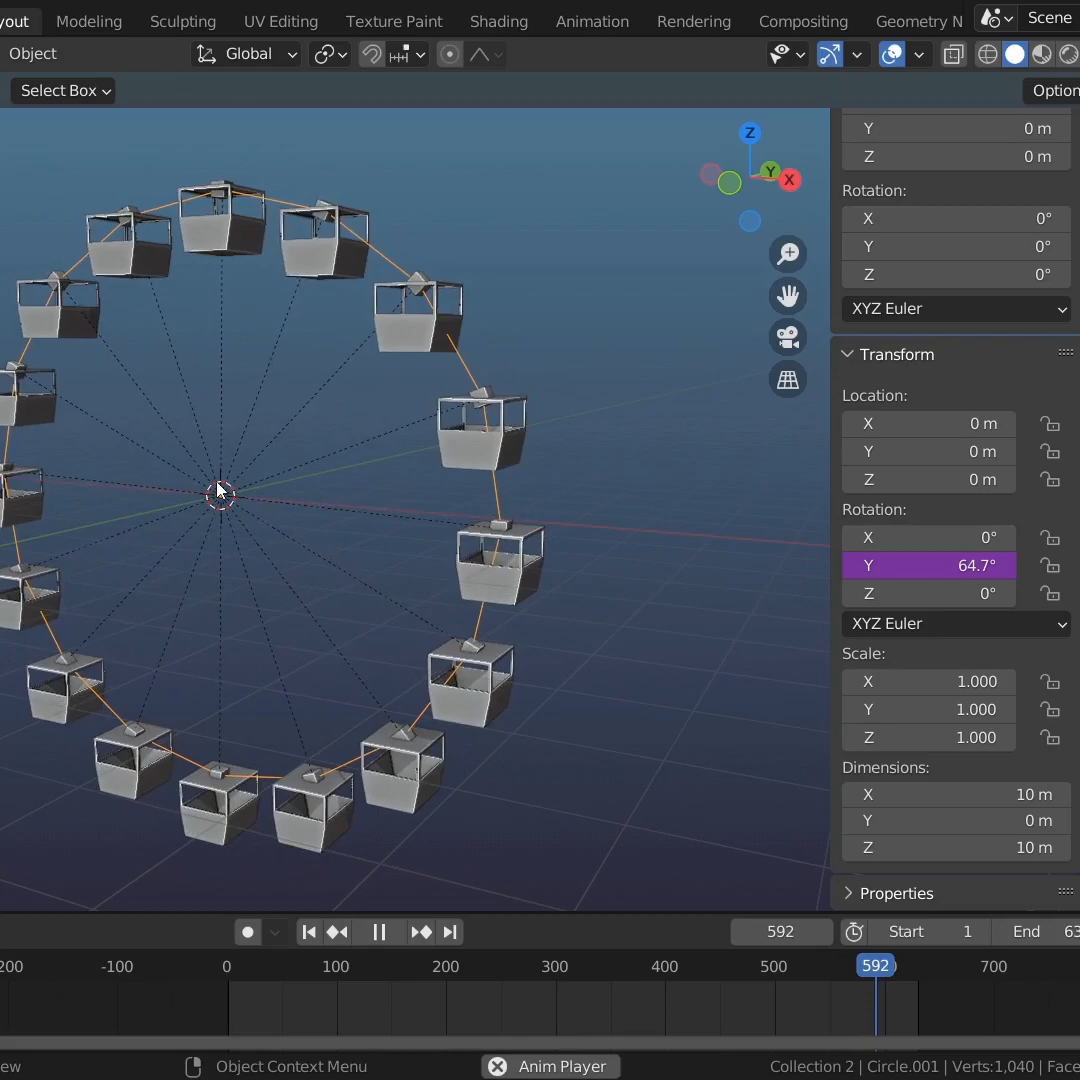 yout Modeling Sculpting UV Editing Texture Paint Shading Animation Rendering Compositing Geometry N Scene
Object Global
Select Box Option
Z
Y
X
Y 0 m
Z 0 m
Rotation:
X 0°
Y 0°
Z 0°
XYZ Euler
Transform
Location:
X 0 m
Y 0 m
Z 0 m
Rotation:
X 0°
Y 64.7°
Z 0°
XYZ Euler
Scale:
X 1.000
Y 1.000
Z 1.000
Dimensions:
X 10 m
Y 0 m
Z 10 m
Properties
592 Start 1 End 63
200 -100 0 100 200 300 400 500 592 0 700
ew Object Context Menu Anim Player Collection 2 | Circle.001 | Verts:1,040 | Face